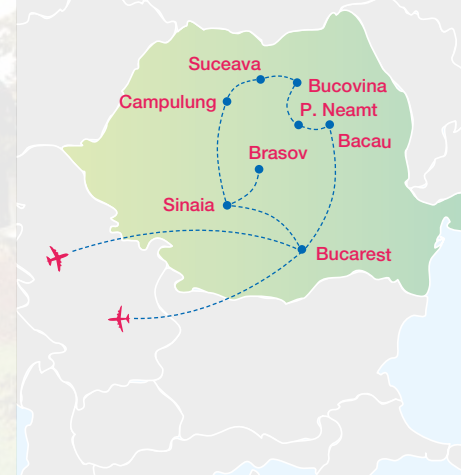 Suceava
Bucovina
Campulung
P. Neamt
Bacau
Brasov
Sinaia
Bucarest